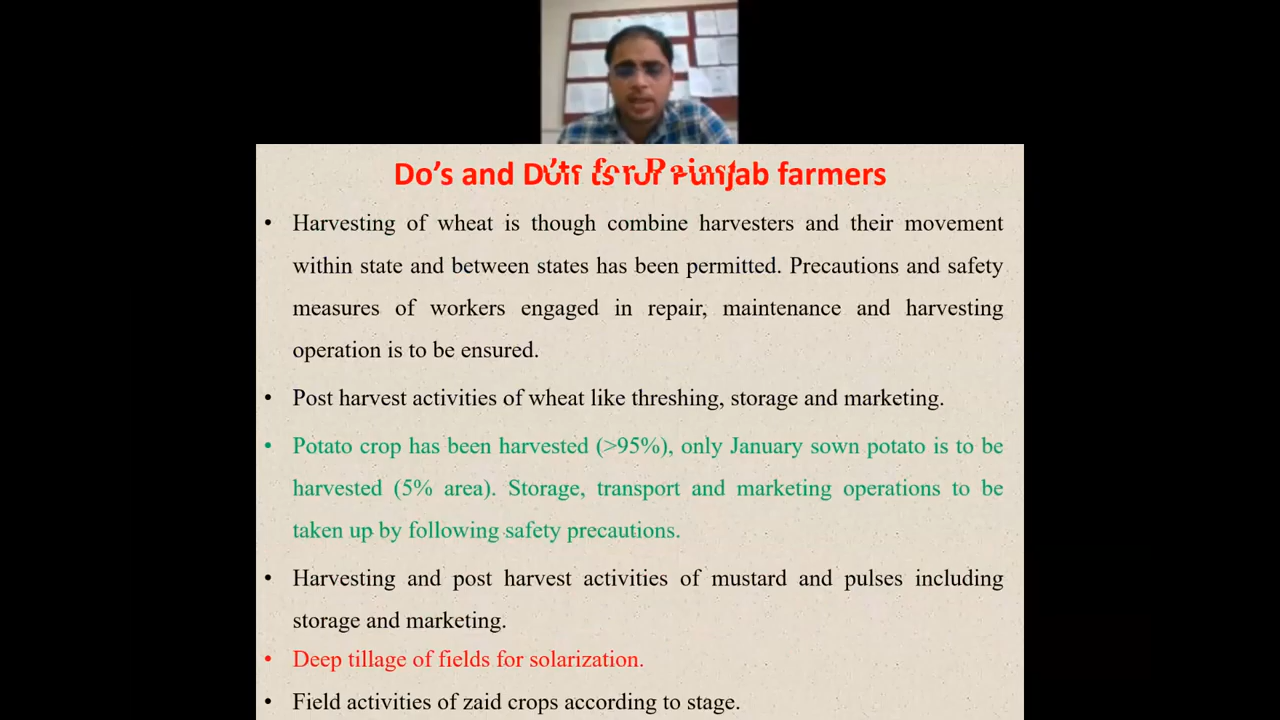 Do's and for Punjab farmers
• Harvesting of wheat is though combine harvesters and their movement
within state and between states has been permitted. Precautions and safety
measures of workers engaged in repair, maintenance and harvesting
operation is to be ensured.
• Post harvest activities of wheat like threshing, storage and marketing.
• Potato crop has been harvested (>95%), only January sown potato is to be
harvested (5% area). Storage, transport and marketing operations to be
taken up by following safety precautions.
• Harvesting and post harvest activities of mustard and pulses including
storage and marketing.
• Deep tillage of fields for solarization.
• Field activities of zaid crops according to stage.